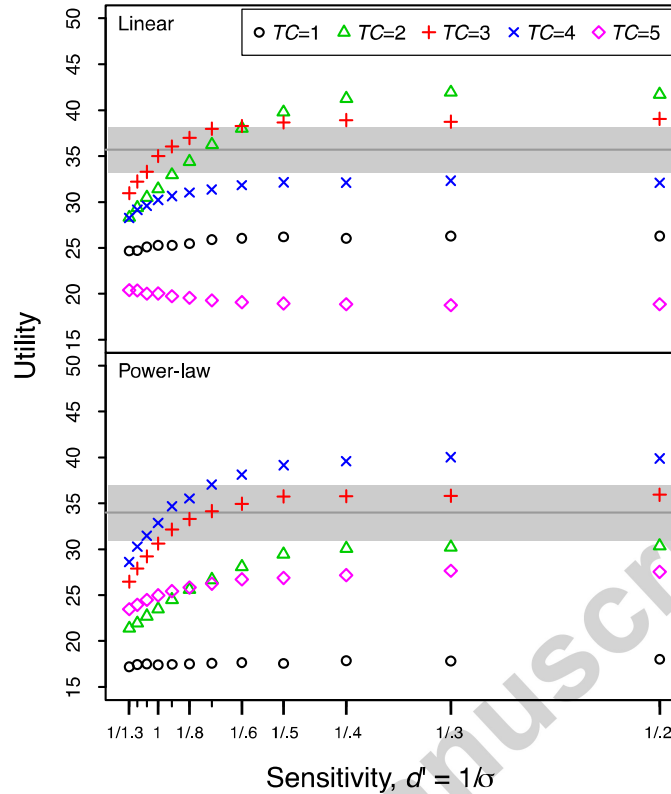 Linear
TC=1 TC=2 TC=3 TC=4 TC=5
50
45
40
35
30
25
20
15
Power-law
50
45
40
35
30
25
20
15
Utility
1/1.3 1 1/.8 1/.6 1/.5 1/.4 1/.3 1/.2
Sensitivity, d' = 1/σ
nuscr